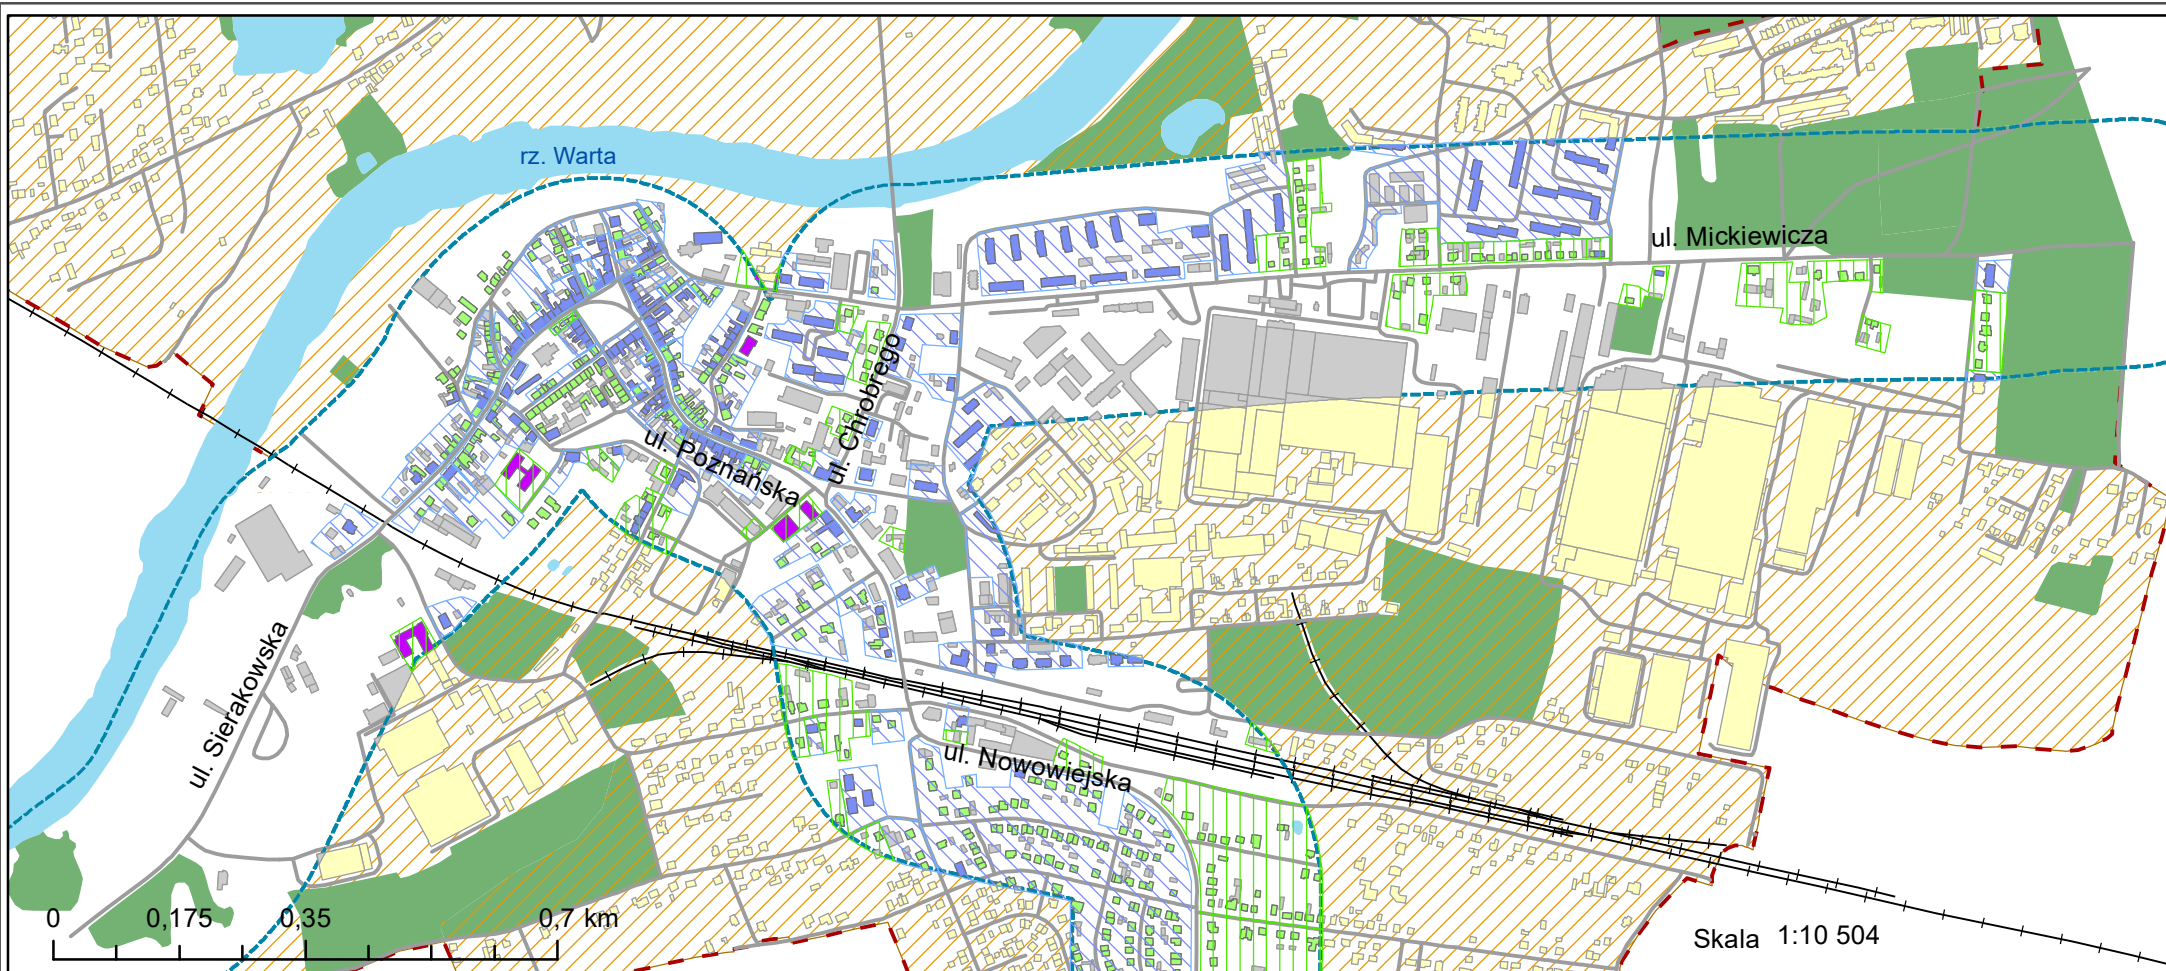 rz. Warta
ul. Mickiewicza
ul. Chrobrego
ul. Poznańska
ul. Sierakowska
ul. Nowowiejska
0 0,175 0,35 0,7 km
Skala 1:10 504